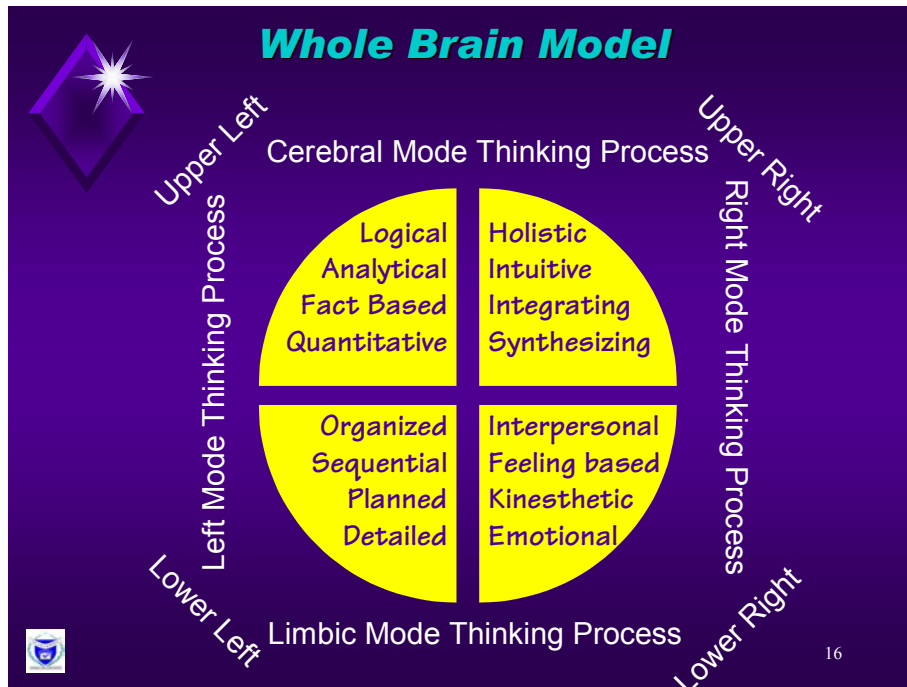 Whole Brain Model
Upper Left
Cerebral Mode Thinking Process
Upper Right
Left Mode Thinking Process
Logical
Analytical
Fact Based
Quantitative
Holistic
Intuitive
Integrating
Synthesizing
Right Mode Thinking Process
Organized
Sequential
Planned
Detailed
Interpersonal
Feeling based
Kinesthetic
Emotional
Lower Left
Limbic Mode Thinking Process
Lower Right
16